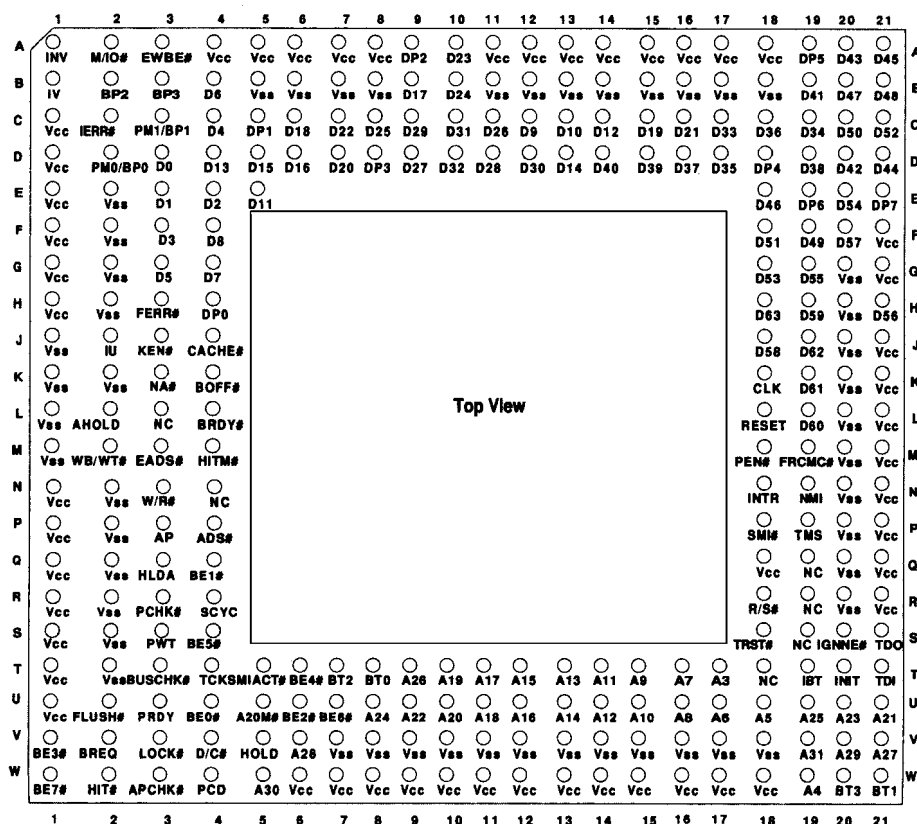 1 2 3 4 5 6 7 8 9 10 11 12 13 14 15 16 17 18 19 20 21
A A
INV M/IO# EWBE# Vcc Vcc Vcc Vcc Vcc DP2 D23 Vcc Vcc Vcc Vcc Vcc Vcc Vcc Vcc DP5 D43 D45
B B
IV BP2 BP3 D6 Vss Vss Vss Vss D17 D24 Vss Vss Vss Vss Vss Vss Vss Vss D41 D47 D48
C C
Vcc IERR# PM1/BP1 D4 DP1 D18 D22 D25 D29 D31 D26 D9 D10 D12 D19 D21 D33 D36 D34 D50 D52
D D
Vcc PM0/BP0 D0 D13 D15 D16 D20 DP3 D27 D32 D28 D30 D14 D40 D39 D37 D35 DP4 D38 D42 D44
E E
Vcc Vss D1 D2 D11 D46 DP6 D54 DP7
F F
Vcc Vss D3 D8 D51 D49 D57 Vcc
G G
Vcc Vss D5 D7 D53 D55 Vss Vcc
H H
Vcc Vss FERR# DP0 D63 D59 Vss D56
J J
Vss IU KEN# CACHE# D58 D62 Vss Vcc
K K
Vss Vss NA# BOFF# Top View CLK D61 Vss Vcc
L L
Vss AHOLD NC BRDY# RESET D60 Vss Vcc
M M
Vss WB/WT# EADS# HITM# PEN# FRCMC# Vss Vcc
N N
Vcc Vss W/R# NC INTR NMI Vss Vcc
P P
Vcc Vss AP ADS# SMI# TMS Vss Vcc
Q Q
Vcc Vss HLDA BE1# Vcc NC Vss Vcc
R R
Vcc Vss PCHK# SCYC R/S# NC Vss Vcc
S S
Vcc Vss PWT BE5# TRST# NC IGNNE# TDO
T T
Vcc Vss BUSCHK# TCK SMIACT# BE4# BT2 BT0 A26 A19 A17 A15 A13 A11 A9 A7 A3 NC IBT INIT TDI
U U
Vcc FLUSH# PRDY BE0# A20M# BE2# BE6# A24 A22 A20 A18 A16 A14 A12 A10 A8 A6 A5 A25 A23 A21
V V
BE3# BREQ LOCK# D/C# HOLD A28 Vss Vss Vss Vss Vss Vss Vss Vss Vss Vss Vss Vss A31 A29 A27
W W
BE7# HIT# APCHK# PCD A30 Vcc Vcc Vcc Vcc Vcc Vcc Vcc Vcc Vcc Vcc Vcc Vcc Vcc A4 BT3 BT1
1 2 3 4 5 6 7 8 9 10 11 12 13 14 15 16 17 18 19 20 21